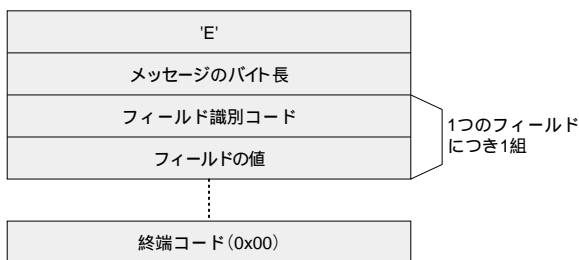 'E'
メッセージのバイト長
フィールド識別コード
フィールドの値
1つのフィールド
につき1組
終端コード（0x00）